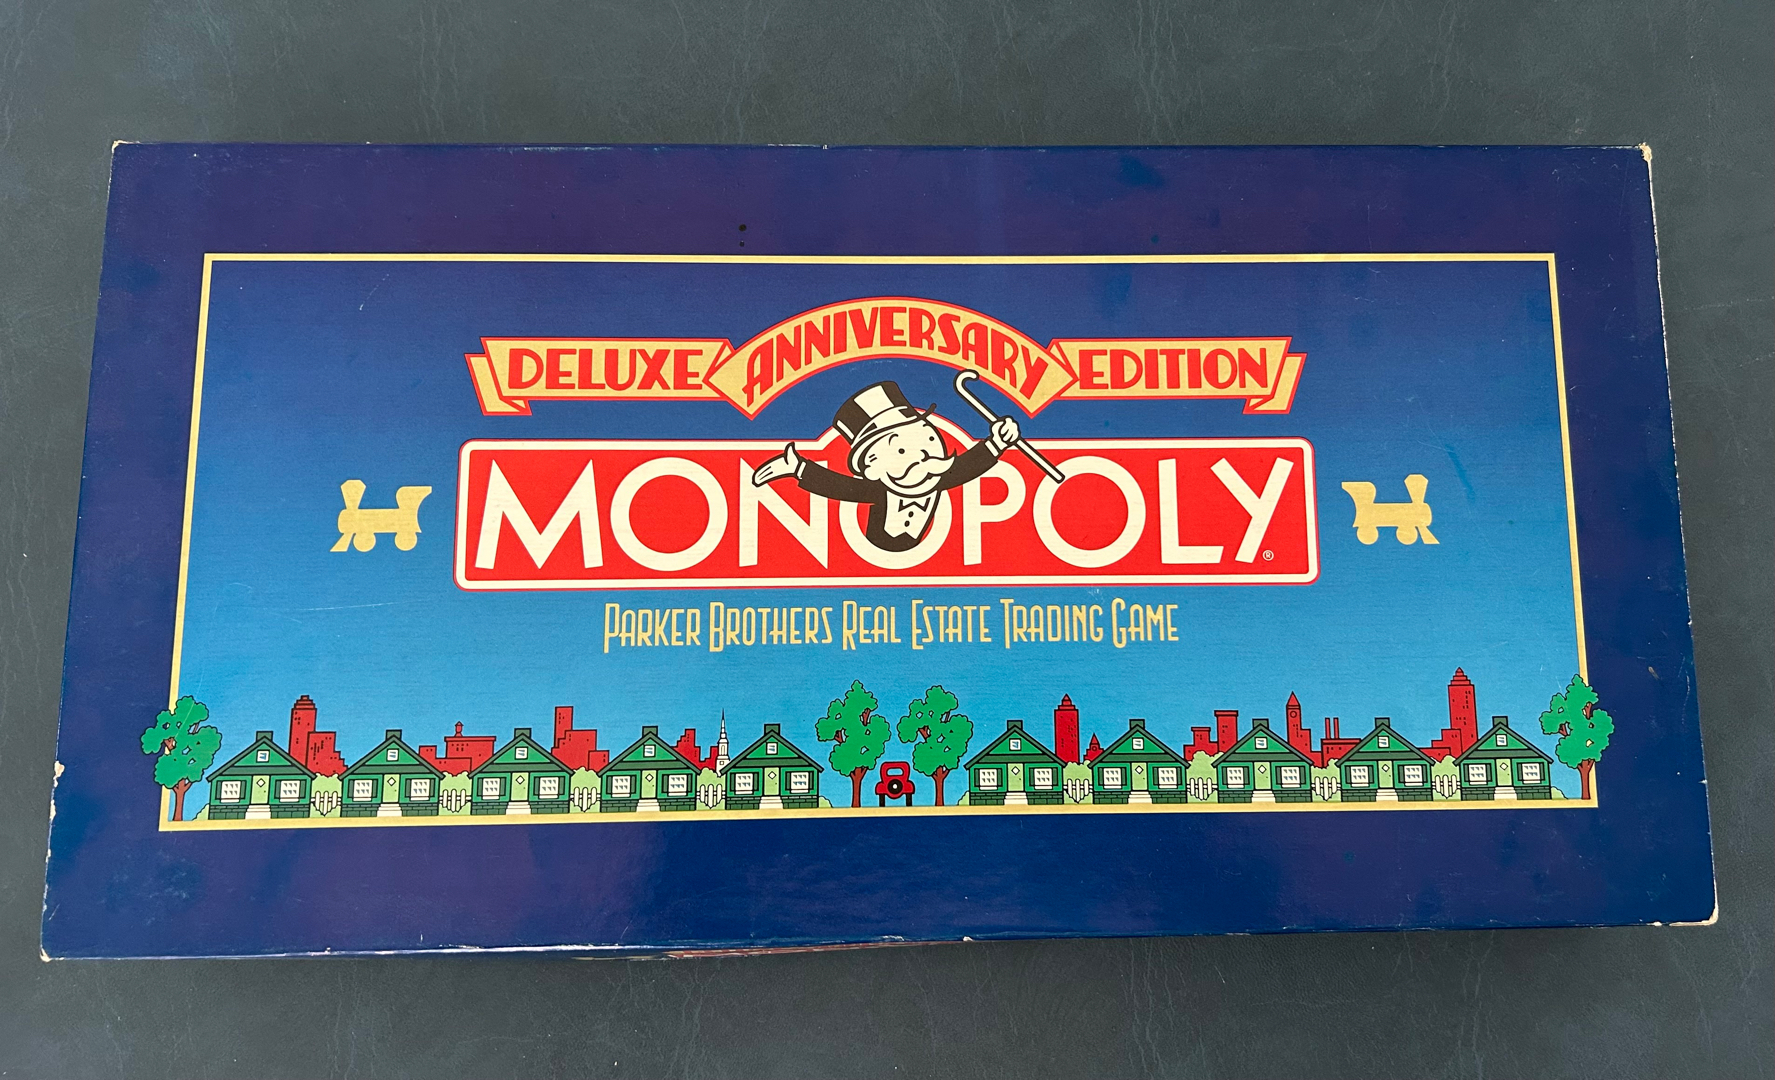 DELUXE ANNIVERSARY EDITION
MONOPOLY®
PARKER BROTHERS REAL ESTATE TRADING GAME